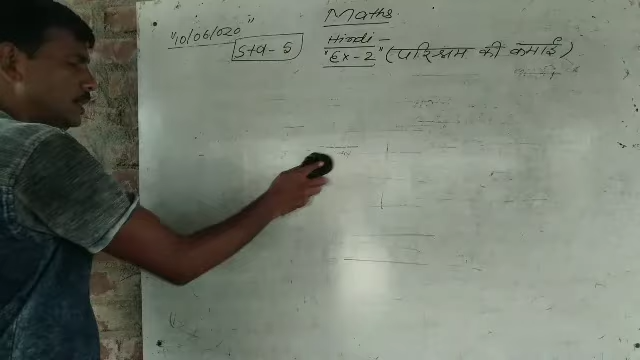 Maths
"10/06/020"
Std-5
Hindi -
"Ex-2" (परिश्रम की कमाई)